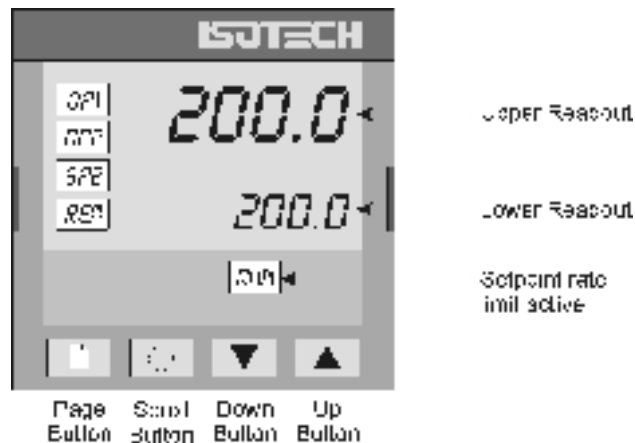 ISOTECH
OP1
200.0
OP2
SP2
REM
200.0
RUN
Upper Readout
Lower Readout
Setpoint rate
limit active
Page Button
Scroll Button
Down Button
Up Button